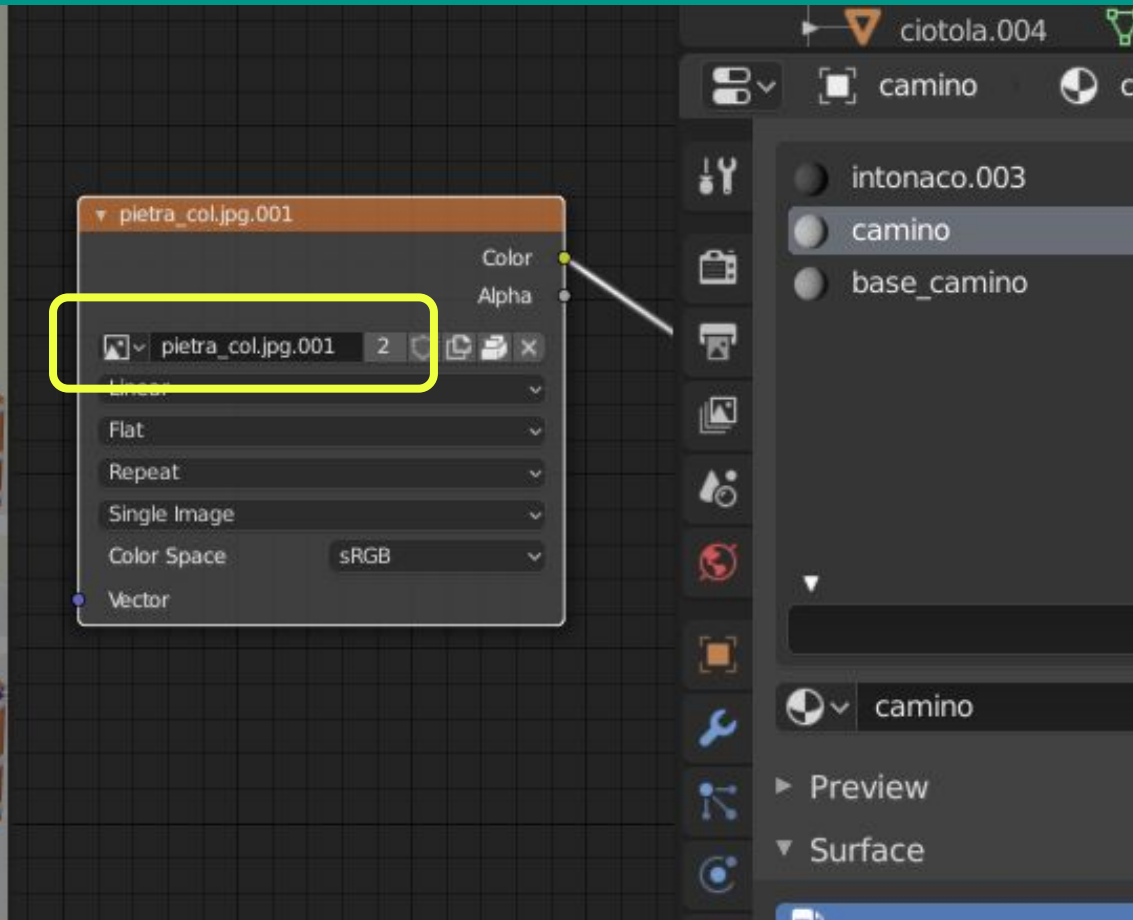 ciotola.004
camino
intonaco.003
camino
base_camino
camino
Preview
Surface
pietra_col.jpg.001
Color
Alpha
pietra_col.jpg.001 2
Linear
Flat
Repeat
Single Image
Color Space sRGB
Vector